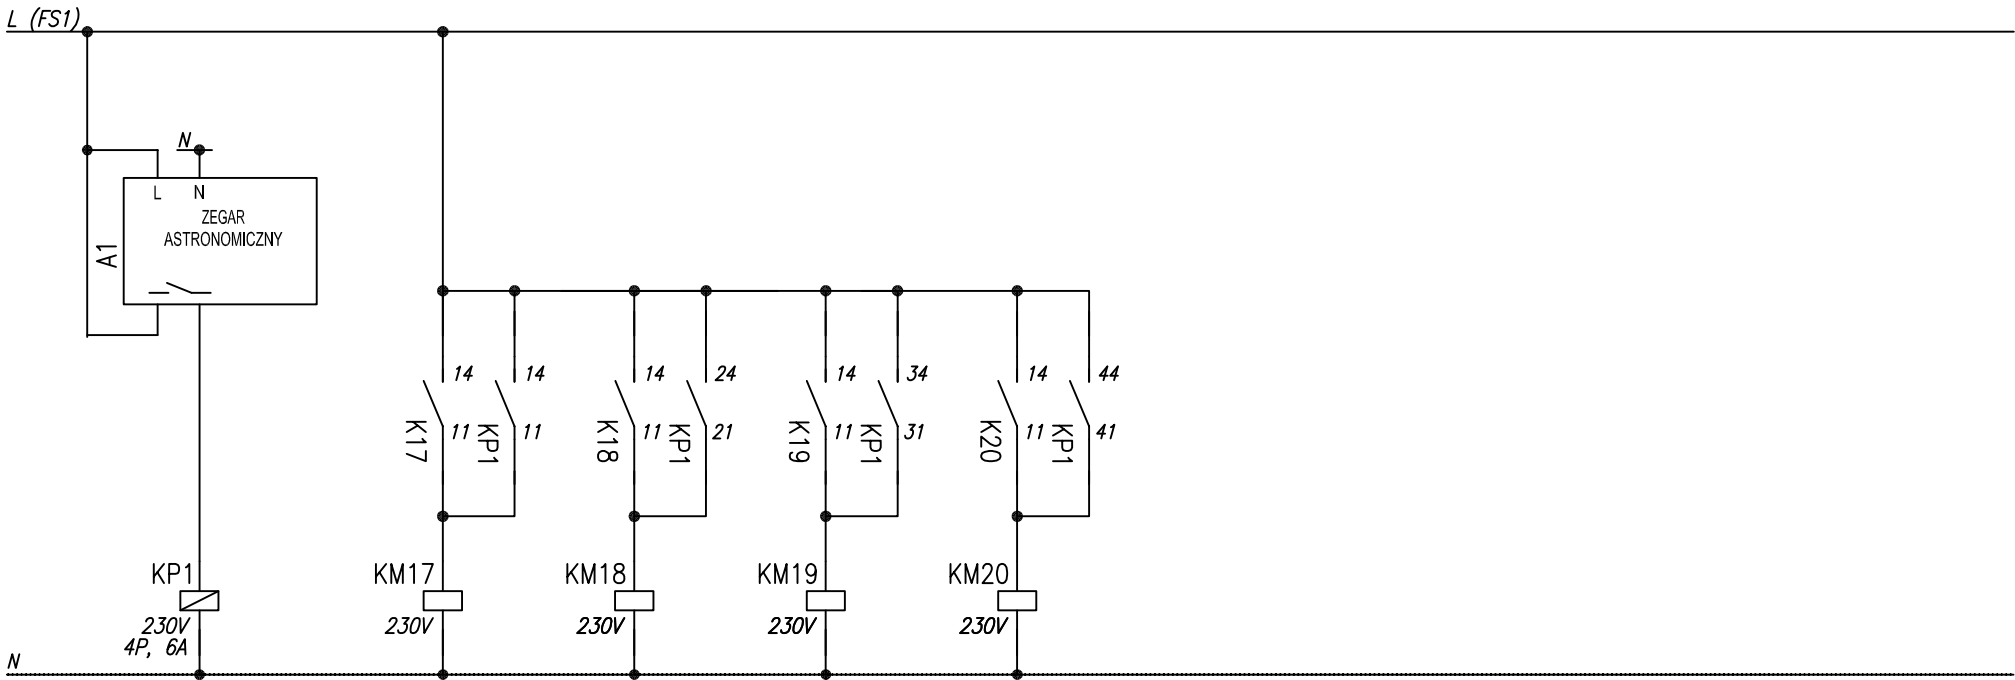 L (FS1)
N
L N
ZEGAR
ASTRONOMICZNY
A1
14 14 14 24 14 34 14 44
11 11 11 21 11 31 11 41
K17 KP1 K18 KP1 K19 KP1 K20 KP1
KP1 KM17 KM18 KM19 KM20
230V 230V 230V 230V 230V
4P, 6A
N